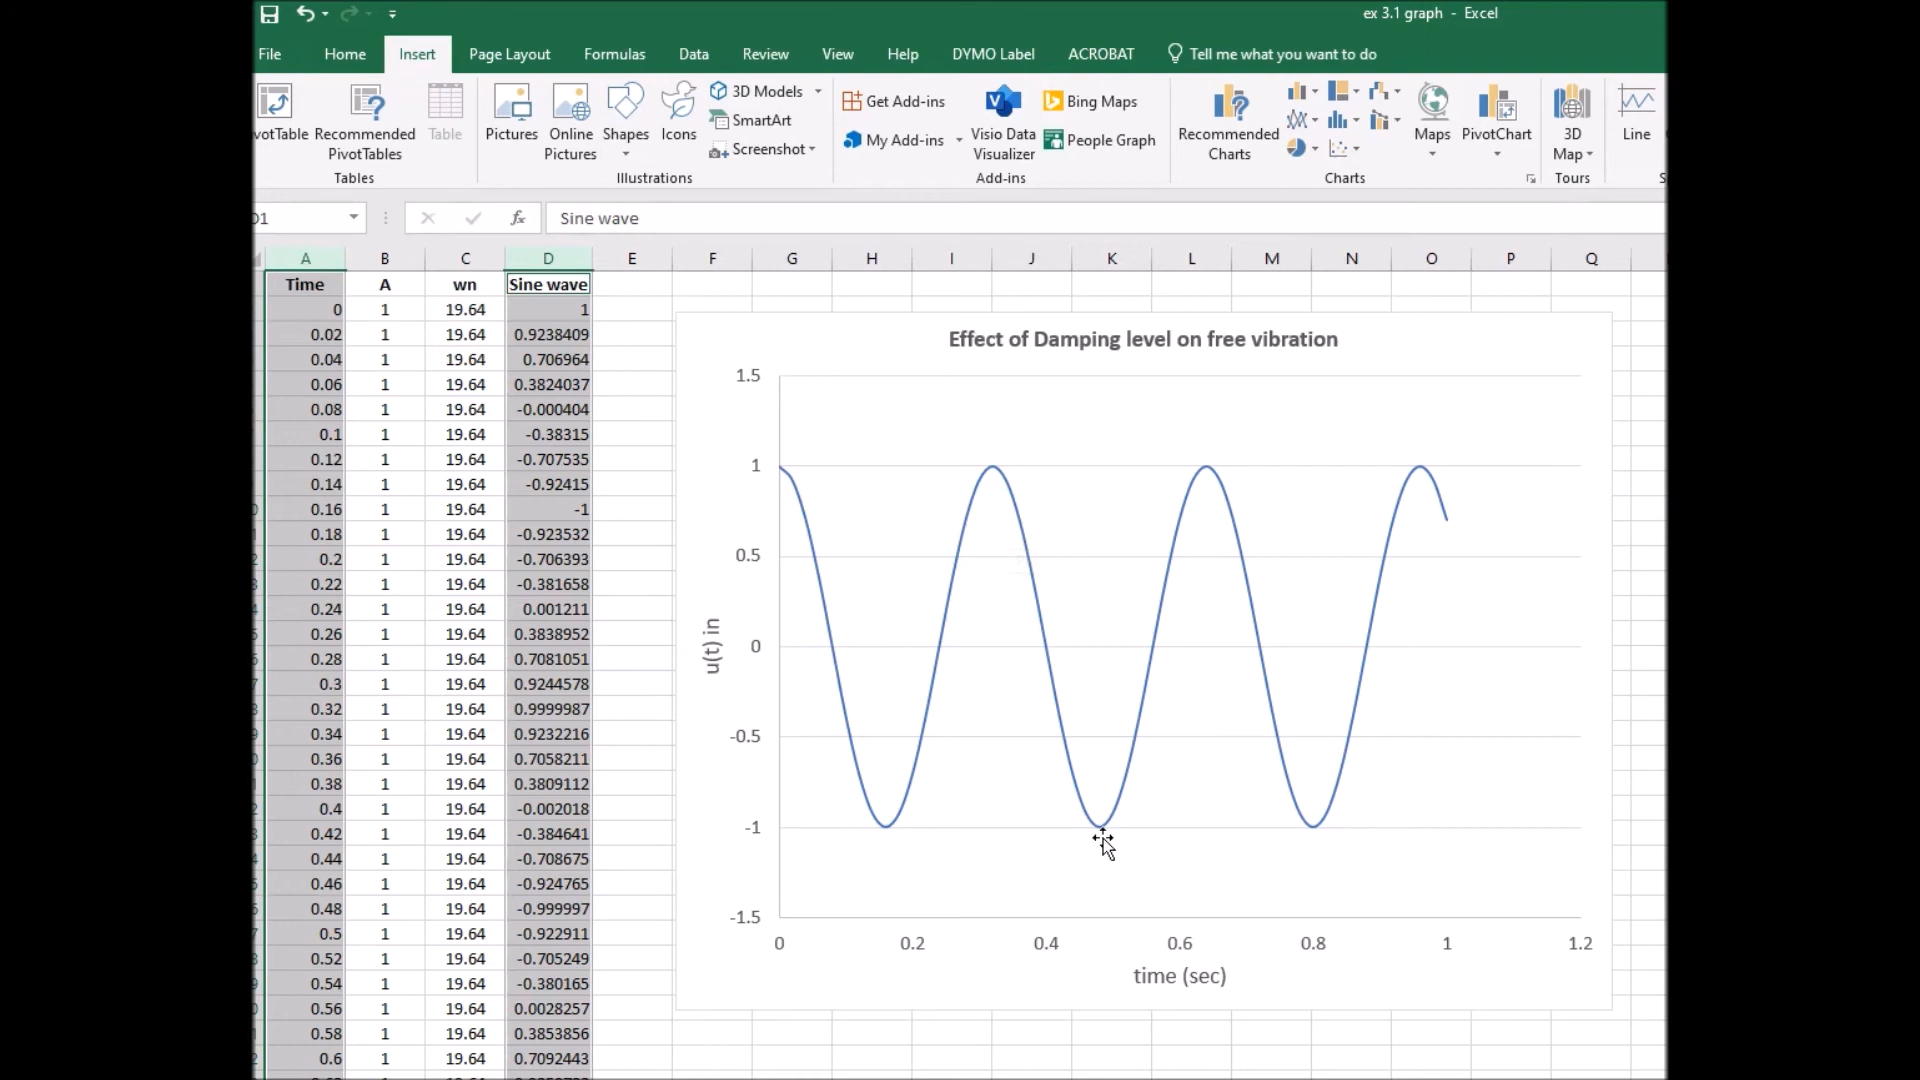 ex 3.1 graph - Excel
File Home Insert Page Layout Formulas Data Review View Help DYMO Label ACROBAT Tell me what you want to do
votTable
Recommended PivotTables
Table
Tables
Pictures
Online Pictures
Shapes
Icons
3D Models
SmartArt
Screenshot
Illustrations
Get Add-ins
My Add-ins
Visio Data Visualizer
Bing Maps
People Graph
Add-ins
Recommended Charts
Maps
PivotChart
Charts
3D Map
Tours
Line
D1 fx Sine wave
A B C D E F G H I J K L M N O P Q
Time A wn Sine wave
0 1 19.64 1
0.02 1 19.64 0.9238409
0.04 1 19.64 0.706964
0.06 1 19.64 0.3824037
0.08 1 19.64 -0.000404
0.1 1 19.64 -0.38315
0.12 1 19.64 -0.707535
0.14 1 19.64 -0.92415
0.16 1 19.64 -1
0.18 1 19.64 -0.923532
0.2 1 19.64 -0.706393
0.22 1 19.64 -0.381658
0.24 1 19.64 0.001211
0.26 1 19.64 0.3838952
0.28 1 19.64 0.7081051
0.3 1 19.64 0.9244578
0.32 1 19.64 0.9999987
0.34 1 19.64 0.9232216
0.36 1 19.64 0.7058211
0.38 1 19.64 0.3809112
0.4 1 19.64 -0.002018
0.42 1 19.64 -0.384641
0.44 1 19.64 -0.708675
0.46 1 19.64 -0.924765
0.48 1 19.64 -0.999997
0.5 1 19.64 -0.922911
0.52 1 19.64 -0.705249
0.54 1 19.64 -0.380165
0.56 1 19.64 0.0028257
0.58 1 19.64 0.3853856
0.6 1 19.64 0.7092443
Effect of Damping level on free vibration
1.5
1
0.5
0
-0.5
-1
-1.5
u(t) in
0 0.2 0.4 0.6 0.8 1 1.2
time (sec)